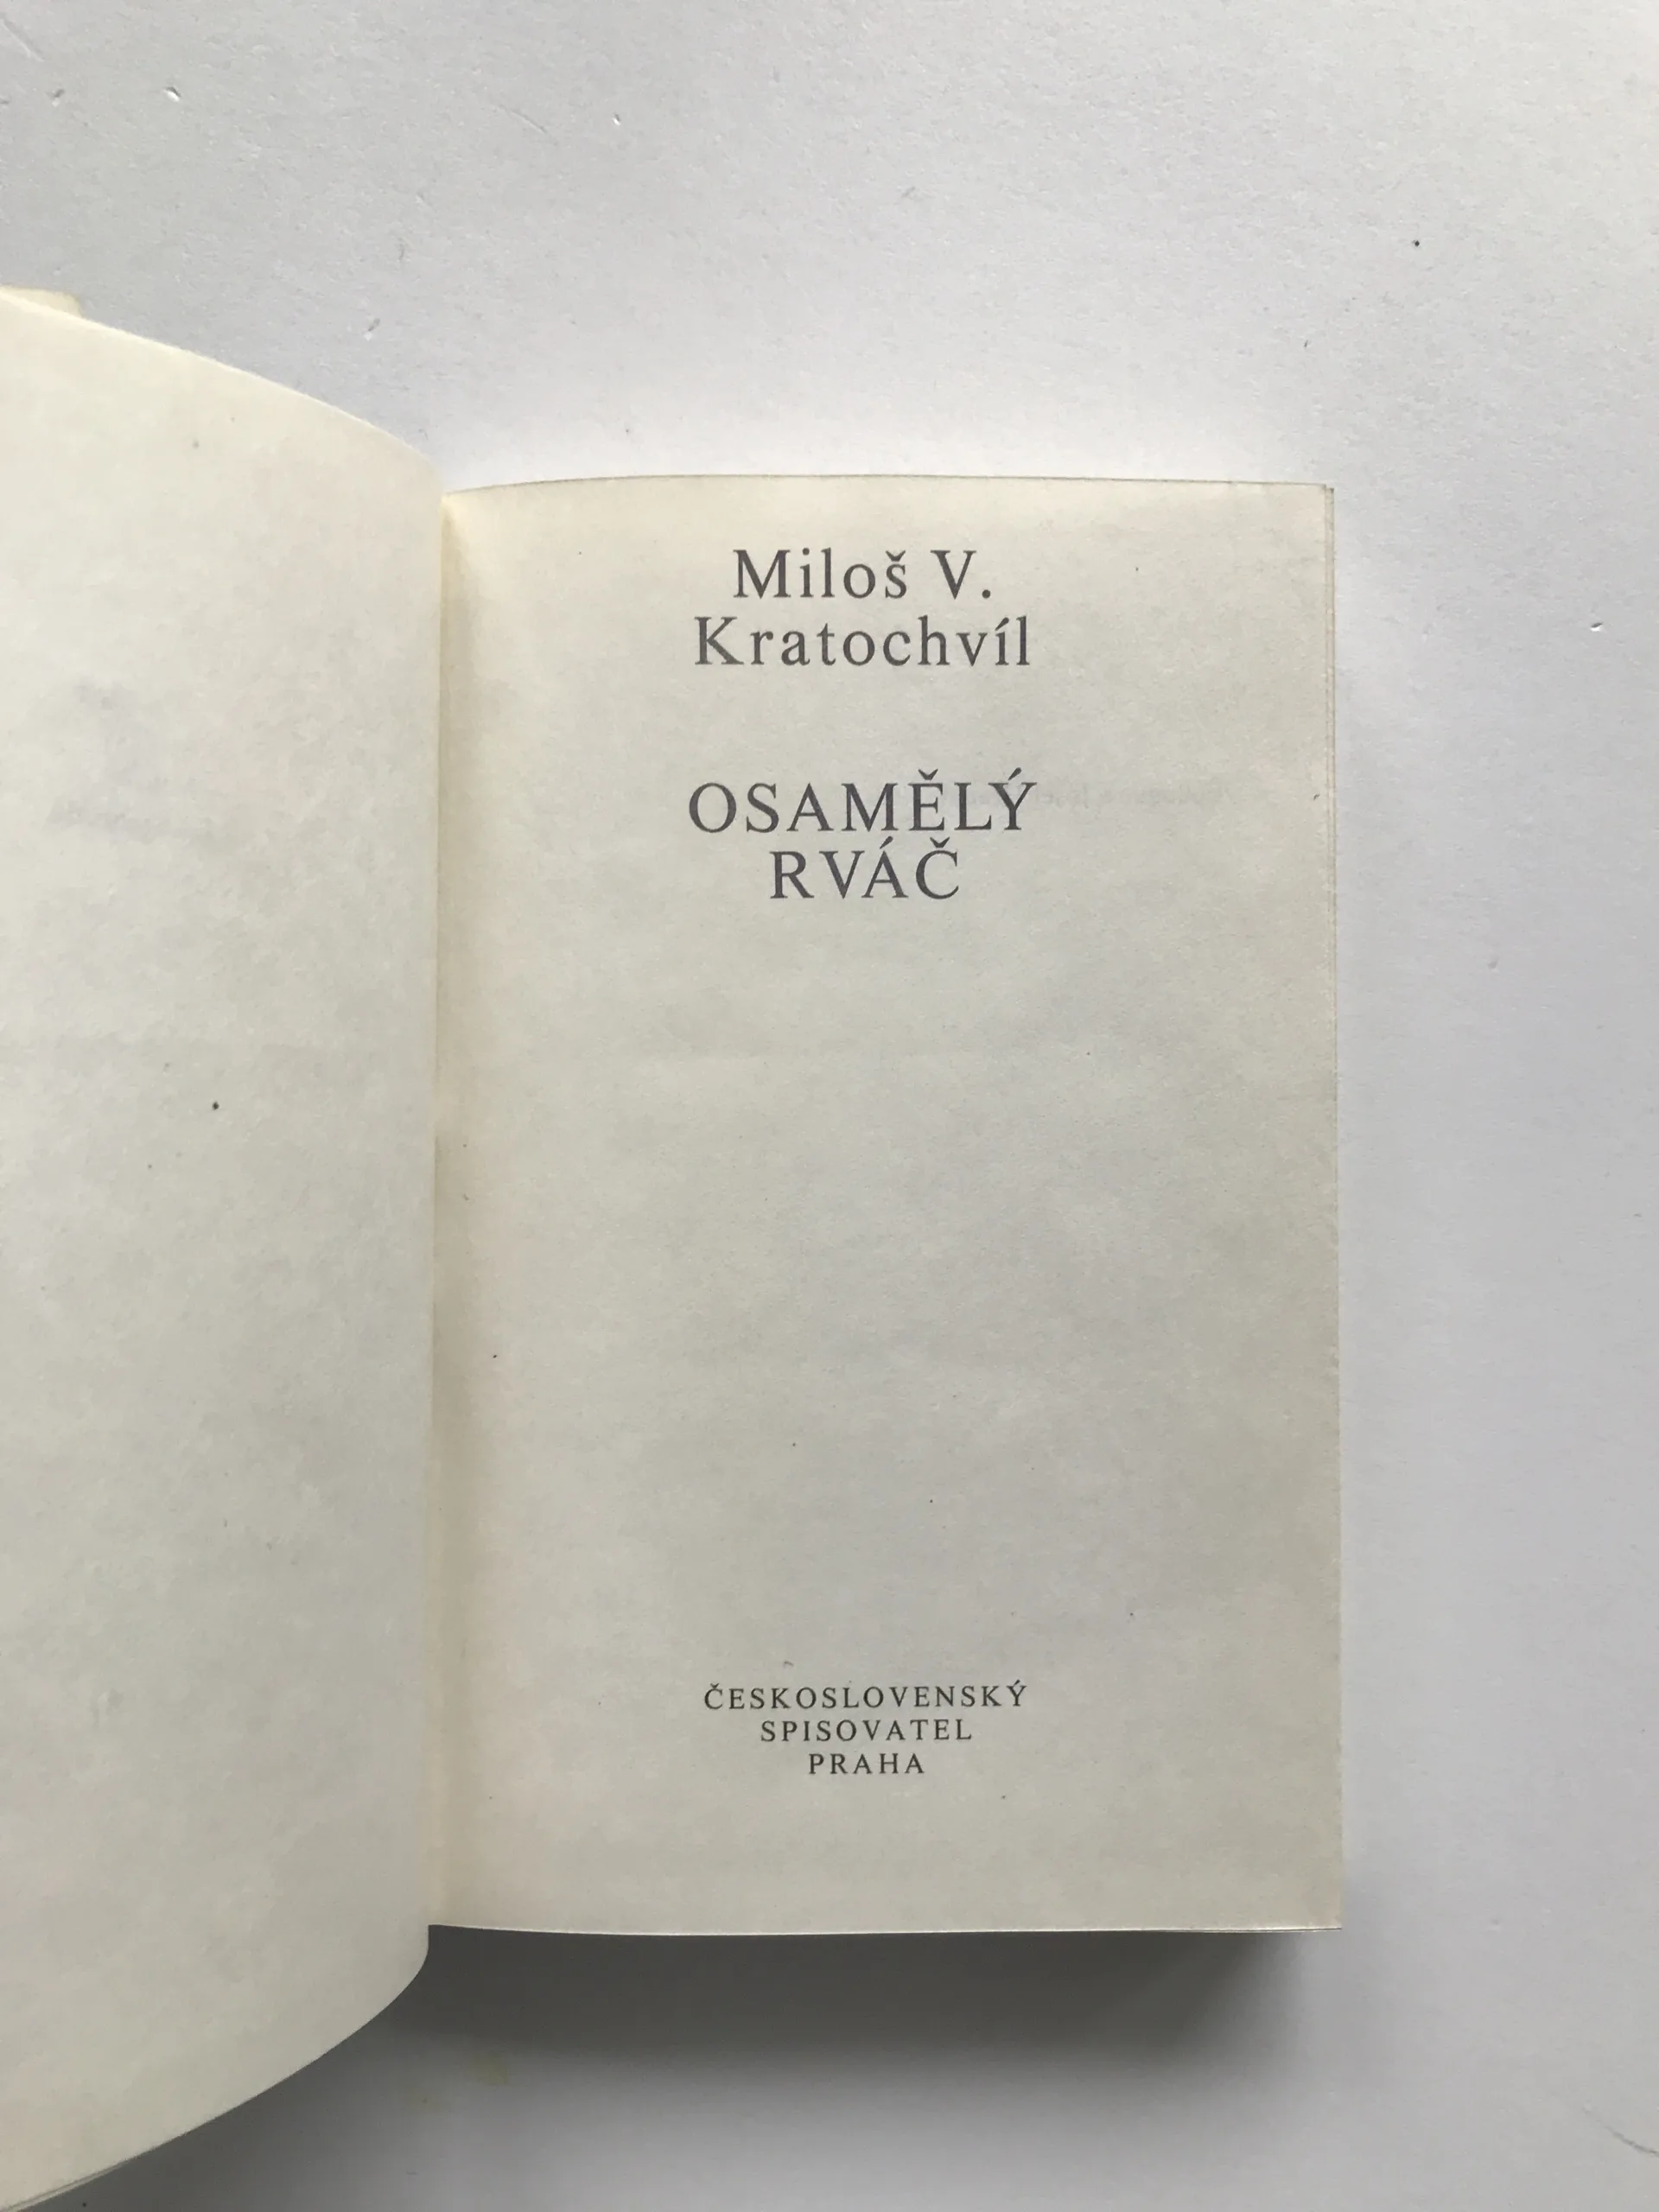 Miloš V.
Kratochvíl
OSAMĚLÝ
RVÁČ
ČESKOSLOVENSKÝ
SPISOVATEL
PRAHA